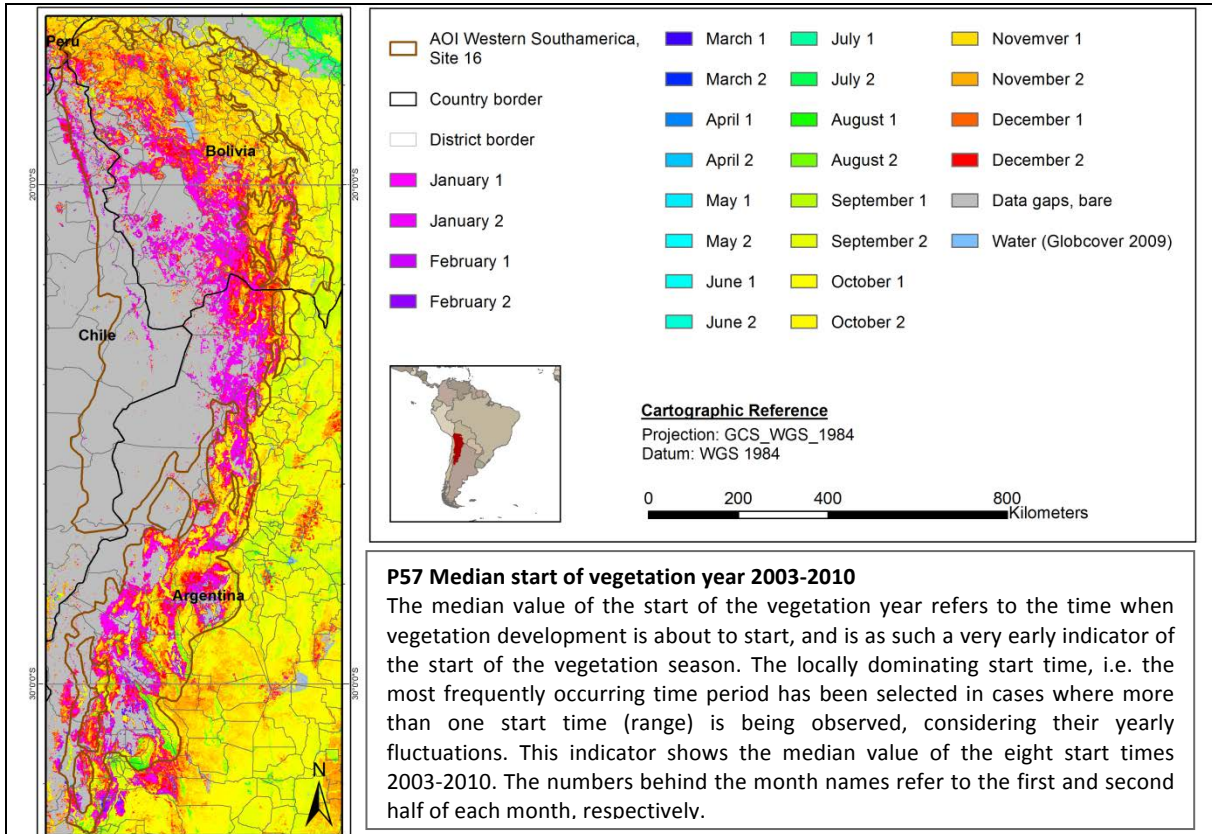 Peru
Bolivia
Chile
Argentina
20°0'0"S
20°0'0"S
30°0'0"S
30°0'0"S
N
AOI Western Southamerica,
Site 16
Country border
District border
January 1
January 2
February 1
February 2
March 1
March 2
April 1
April 2
May 1
May 2
June 1
June 2
July 1
July 2
August 1
August 2
September 1
September 2
October 1
October 2
Novemver 1
November 2
December 1
December 2
Data gaps, bare
Water (Globcover 2009)
Cartographic Reference
Projection: GCS_WGS_1984
Datum: WGS 1984
0 200 400 800
Kilometers
P57 Median start of vegetation year 2003-2010
The median value of the start of the vegetation year refers to the time when
vegetation development is about to start, and is as such a very early indicator of
the start of the vegetation season. The locally dominating start time, i.e. the
most frequently occurring time period has been selected in cases where more
than one start time (range) is being observed, considering their yearly
fluctuations. This indicator shows the median value of the eight start times
2003-2010. The numbers behind the month names refer to the first and second
half of each month, respectively.